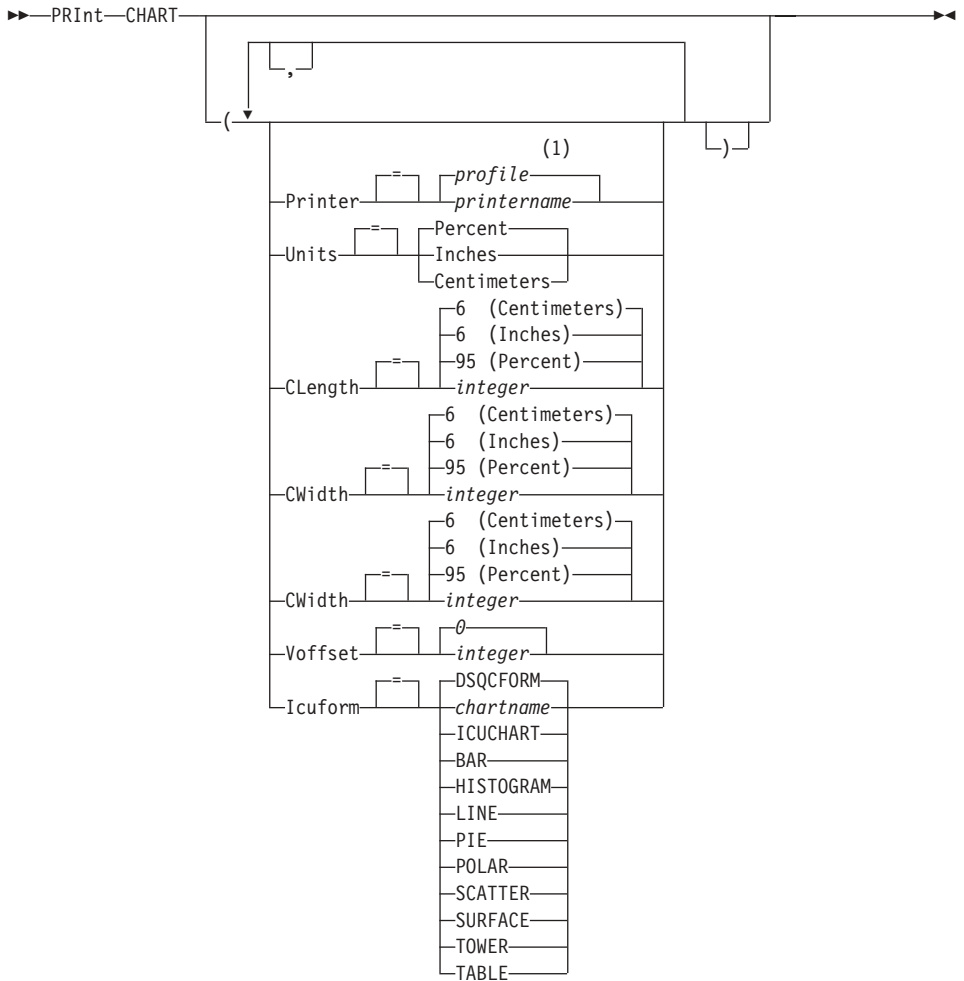 PRInt CHART
,
( )
(1)
= profile
Printer printername
= Percent
Units Inches
Centimeters
6 (Centimeters)
6 (Inches)
= 95 (Percent)
CLength integer
6 (Centimeters)
6 (Inches)
= 95 (Percent)
CWidth integer
6 (Centimeters)
6 (Inches)
= 95 (Percent)
CWidth integer
= 0
Voffset integer
= DSQCFORM
Icuform chartname
ICUCHART
BAR
HISTOGRAM
LINE
PIE
POLAR
SCATTER
SURFACE
TOWER
TABLE